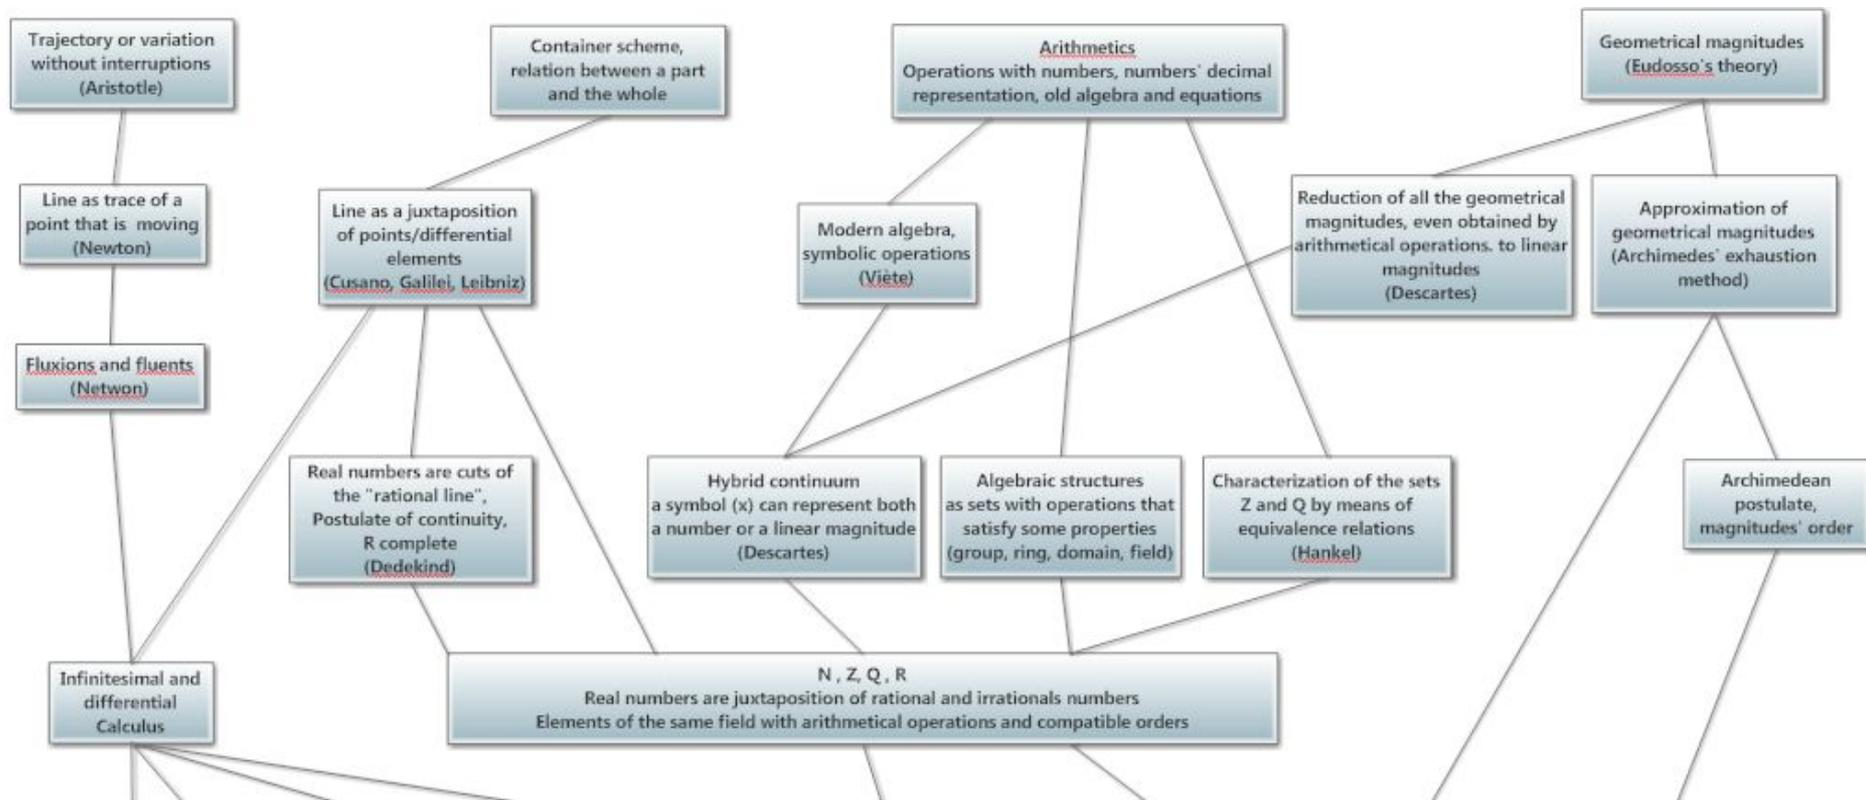 Trajectory or variation
without interruptions
(Aristotle)
Container scheme,
relation between a part
and the whole
Arithmetics
Operations with numbers, numbers' decimal
representation, old algebra and equations
Geometrical magnitudes
(Eudosso's theory)
Line as trace of a
point that is moving
(Newton)
Line as a juxtaposition
of points/differential
elements
(Cusano, Galilei, Leibniz)
Modern algebra,
symbolic operations
(Viète)
Reduction of all the geometrical
magnitudes, even obtained by
arithmetical operations. to linear
magnitudes
(Descartes)
Approximation of
geometrical magnitudes
(Archimedes' exhaustion
method)
Fluxions and fluents
(Netwon)
Real numbers are cuts of
the "rational line",
Postulate of continuity,
R complete
(Dedekind)
Hybrid continuum
a symbol (x) can represent both
a number or a linear magnitude
(Descartes)
Algebraic structures
as sets with operations that
satisfy some properties
(group, ring, domain, field)
Characterization of the sets
Z and Q by means of
equivalence relations
(Hankel)
Archimedean
postulate,
magnitudes' order
Infinitesimal and
differential
Calculus
N , Z, Q , R
Real numbers are juxtaposition of rational and irrationals numbers
Elements of the same field with arithmetical operations and compatible orders